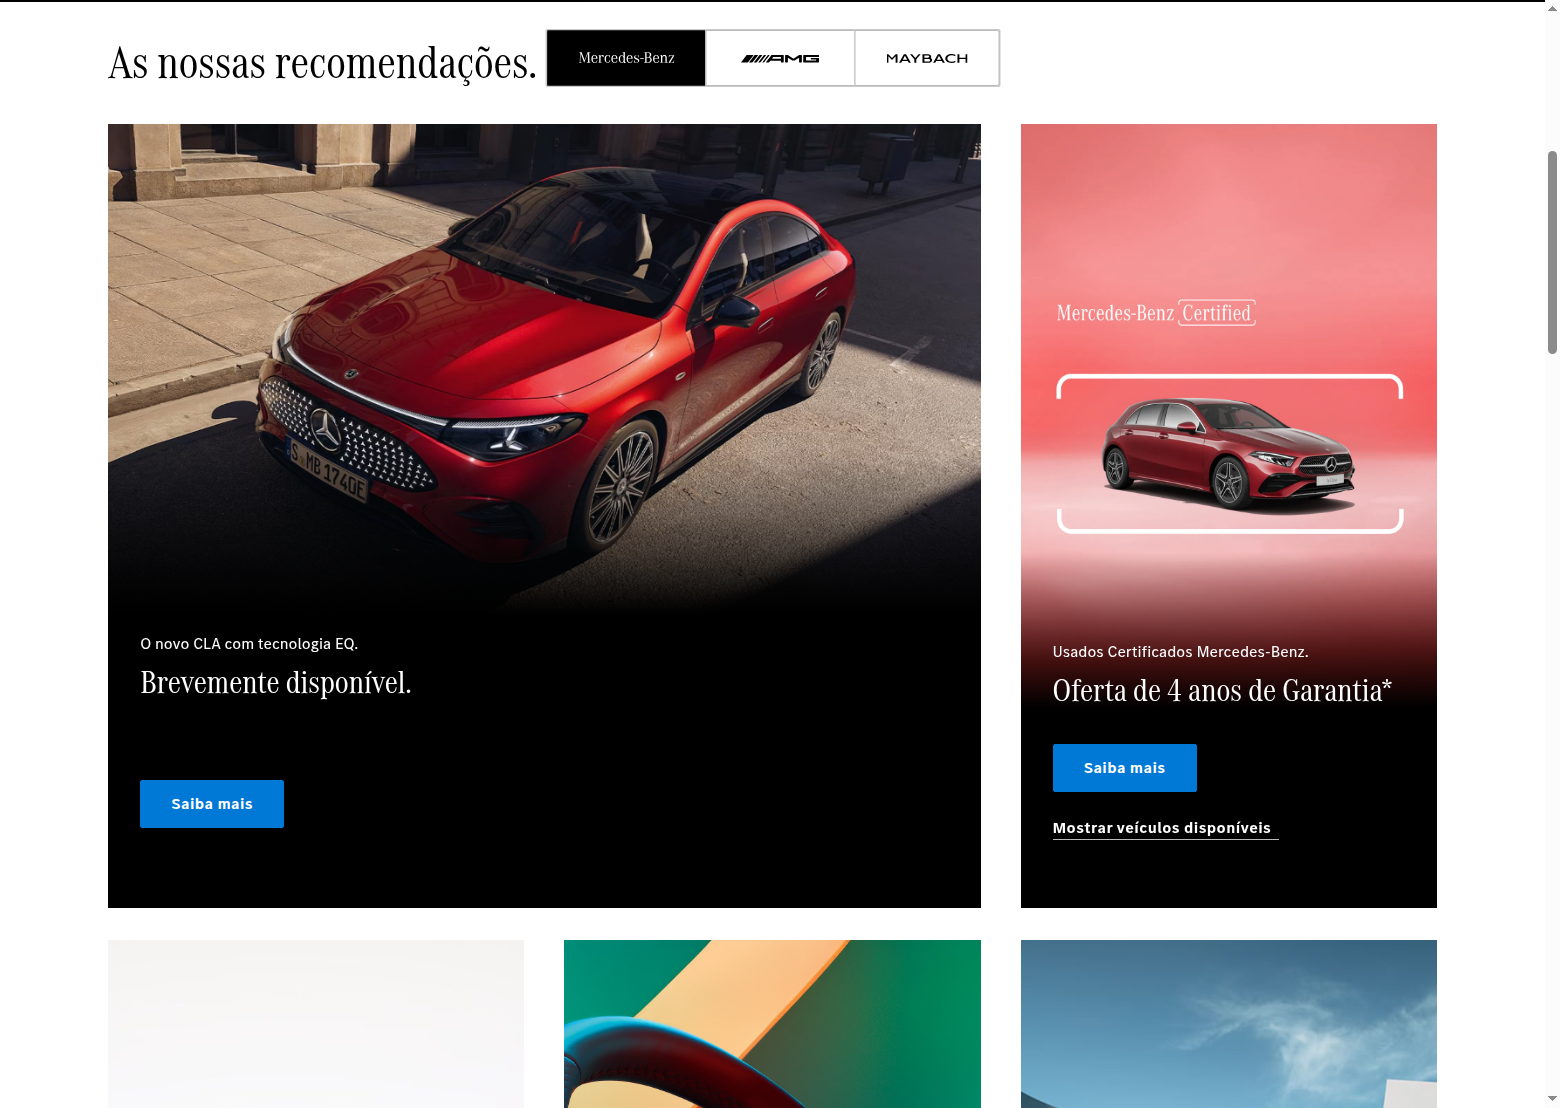 As nossas recomendações.
Mercedes-Benz
AMG
MAYBACH
S MB 1740E
O novo CLA com tecnologia EQ.
Brevemente disponível.
Saiba mais
Mercedes-Benz Certified
Usados Certificados Mercedes-Benz.
Oferta de 4 anos de Garantia*
Saiba mais
Mostrar veículos disponíveis